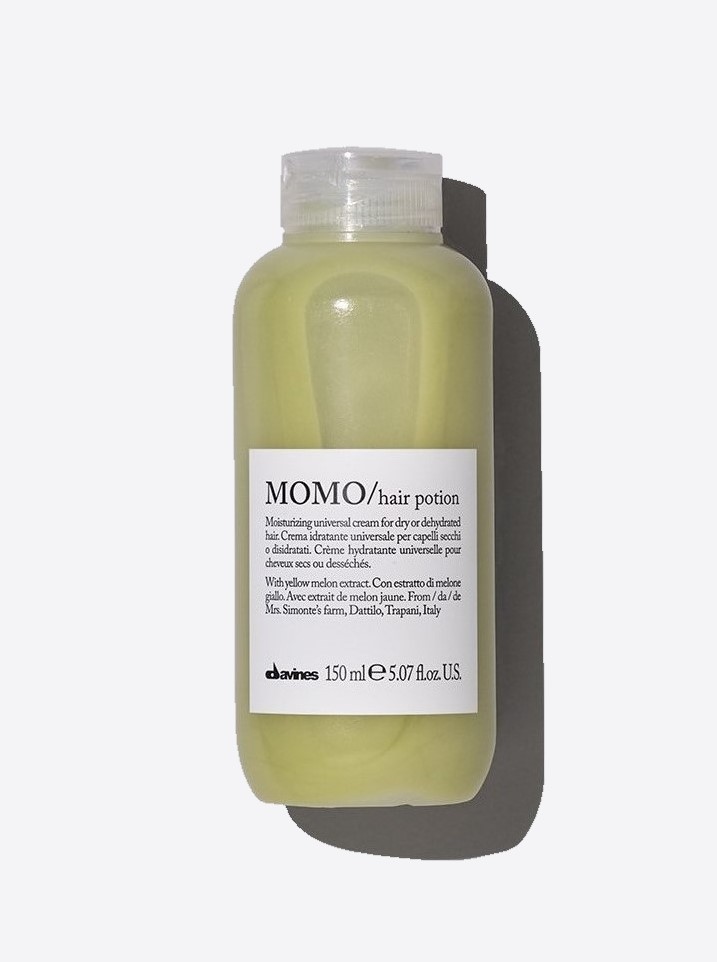 MOMO/hair potion
Moisturizing universal cream for dry or dehydrated
hair. Crema idratante universale per capelli secchi
o disidratati. Crème hydratante universelle pour
cheveux secs ou desséchés.
With yellow melon extract. Con estratto di melone
giallo. Avec extrait de melon jaune. From / da / de
Mrs. Simonte's farm, Dattilo, Trapani, Italy
davines 150 ml ℮ 5.07 fl.oz. U.S.